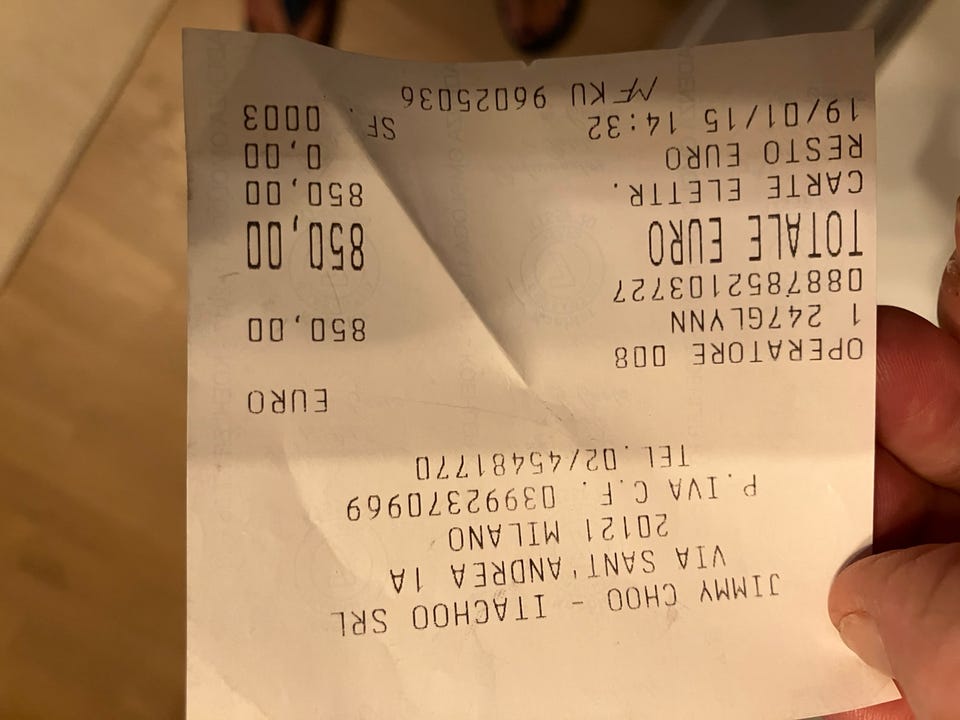 JIMMY CHOO - ITACHOO SRL
VIA SANT'ANDREA 1A
20121 MILANO
P.IVA C.F. 03992370969
TEL.02/45481770
EURO
OPERATORE 008
1 247GLYNN 850,00
0887852103727
TOTALE EURO 850,00
CARTE ELETTR. 850,00
RESTO EURO 0,00
19/01/15 14:32 SF. 0003
MF KU 96025036